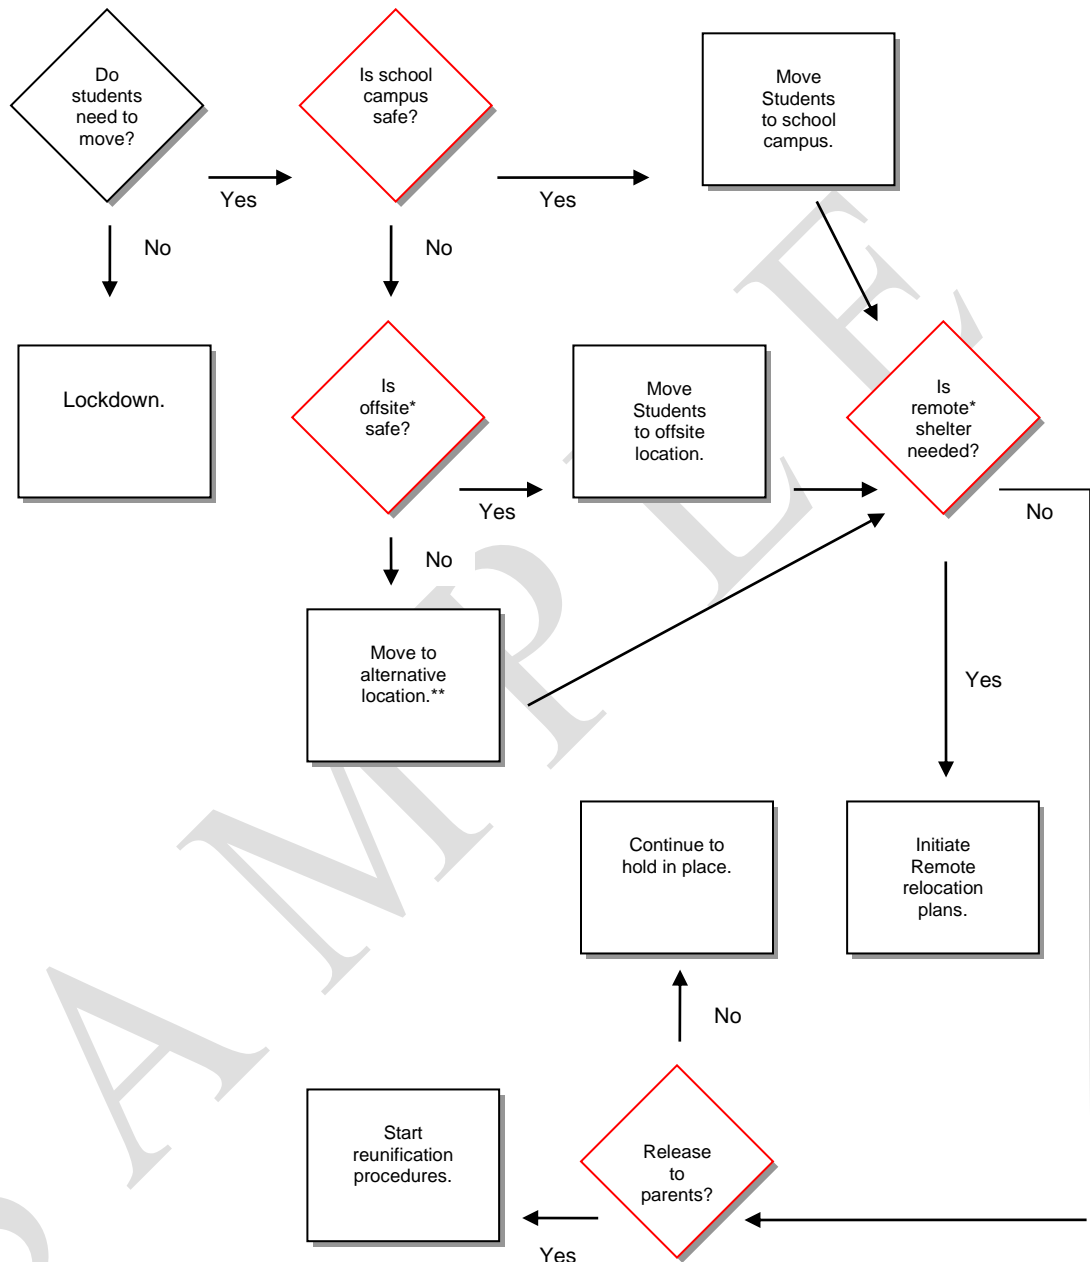 Do
students
need to
move?
Is school
campus
safe?
Move
Students
to school
campus.
Yes
Yes
No
No
Lockdown.
Is
offsite*
safe?
Move
Students
to offsite
location.
Is
remote*
shelter
needed?
Yes
No
No
Move to
alternative
location.**
Yes
Continue to
hold in place.
Initiate
Remote
relocation
plans.
No
Start
reunification
procedures.
Release
to
parents?
Yes
SAMPLE